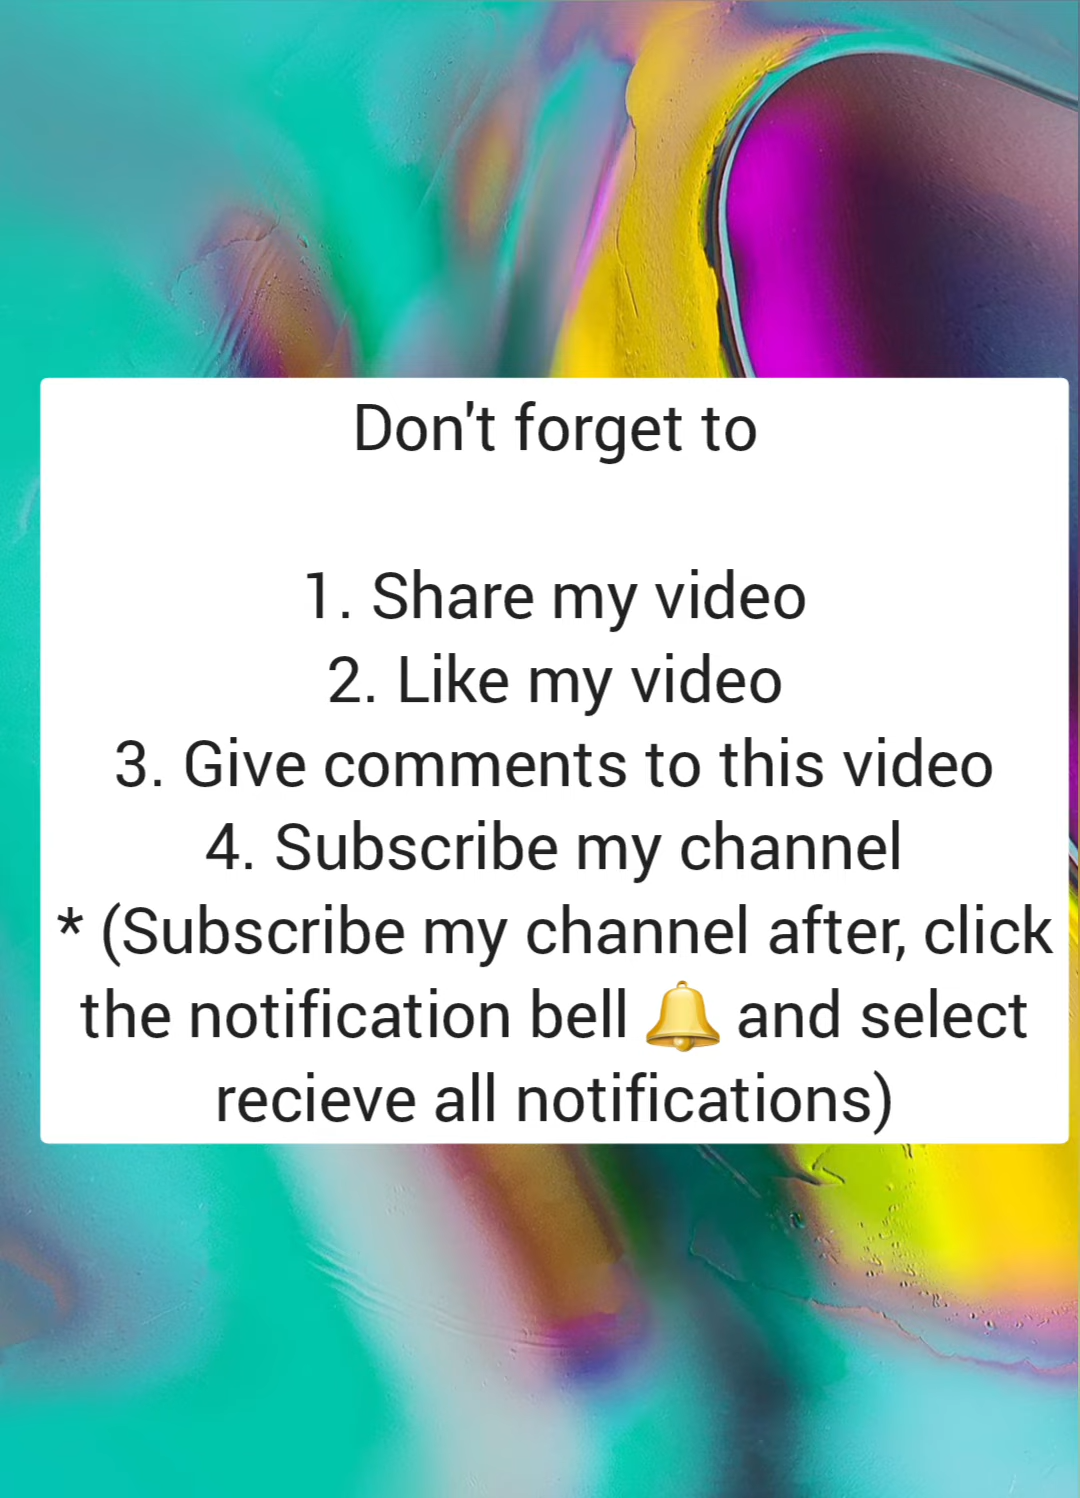 Don't forget to
1. Share my video
2. Like my video
3. Give comments to this video
4. Subscribe my channel
* (Subscribe my channel after, click
the notification bell 🔔 and select
recieve all notifications)